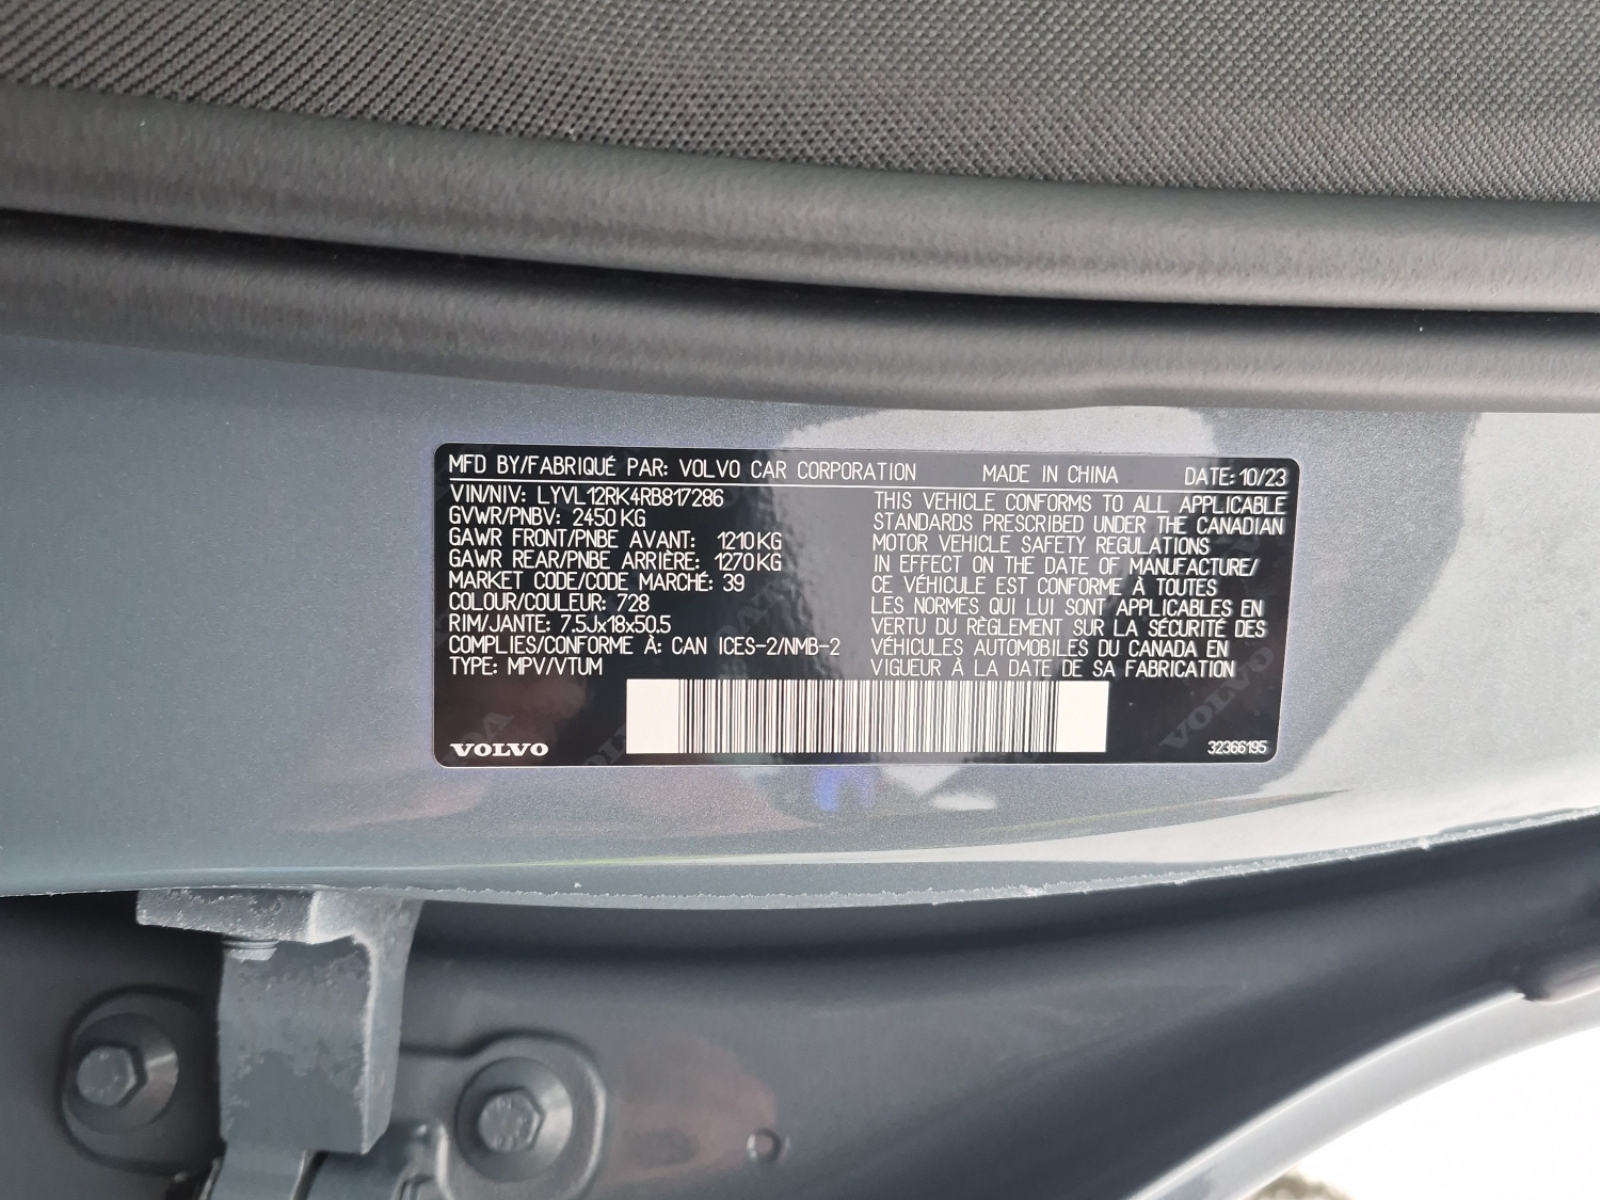 MFD BY/FABRIQUÉ PAR: VOLVO CAR CORPORATION MADE IN CHINA DATE: 10/23
VIN/NIV: LYVL12RK4RB817286
GVWR/PNBV: 2450 KG
GAWR FRONT/PNBE AVANT: 1210 KG
GAWR REAR/PNBE ARRIÈRE: 1270 KG
MARKET CODE/CODE MARCHÉ: 39
COLOUR/COULEUR: 728
RIM/JANTE: 7.5Jx18x50.5
COMPLIES/CONFORME À: CAN ICES-2/NMB-2
TYPE: MPV/VTUM
THIS VEHICLE CONFORMS TO ALL APPLICABLE
STANDARDS PRESCRIBED UNDER THE CANADIAN
MOTOR VEHICLE SAFETY REGULATIONS
IN EFFECT ON THE DATE OF MANUFACTURE/
CE VÉHICULE EST CONFORME À TOUTES
LES NORMES QUI LUI SONT APPLICABLES EN
VERTU DU RÈGLEMENT SUR LA SÉCURITÉ DES
VÉHICULES AUTOMOBILES DU CANADA EN
VIGUEUR À LA DATE DE SA FABRICATION
VOLVO
32366195